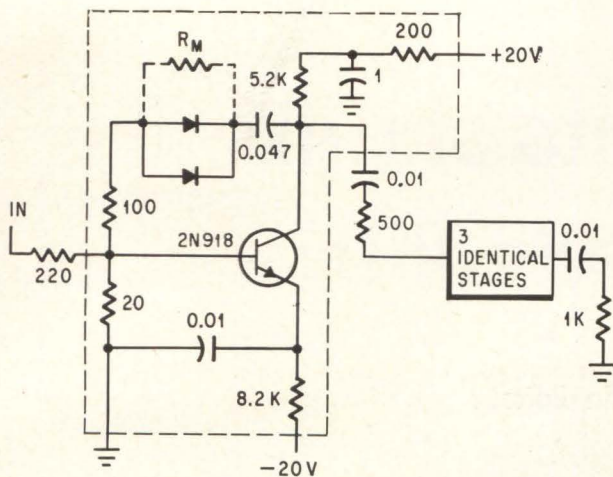 R_M
200
+20V
5.2K
1
0.047
0.01
100
500
IN
2N918
3
IDENTICAL
STAGES
0.01
220
20
0.01
1K
8.2K
-20V